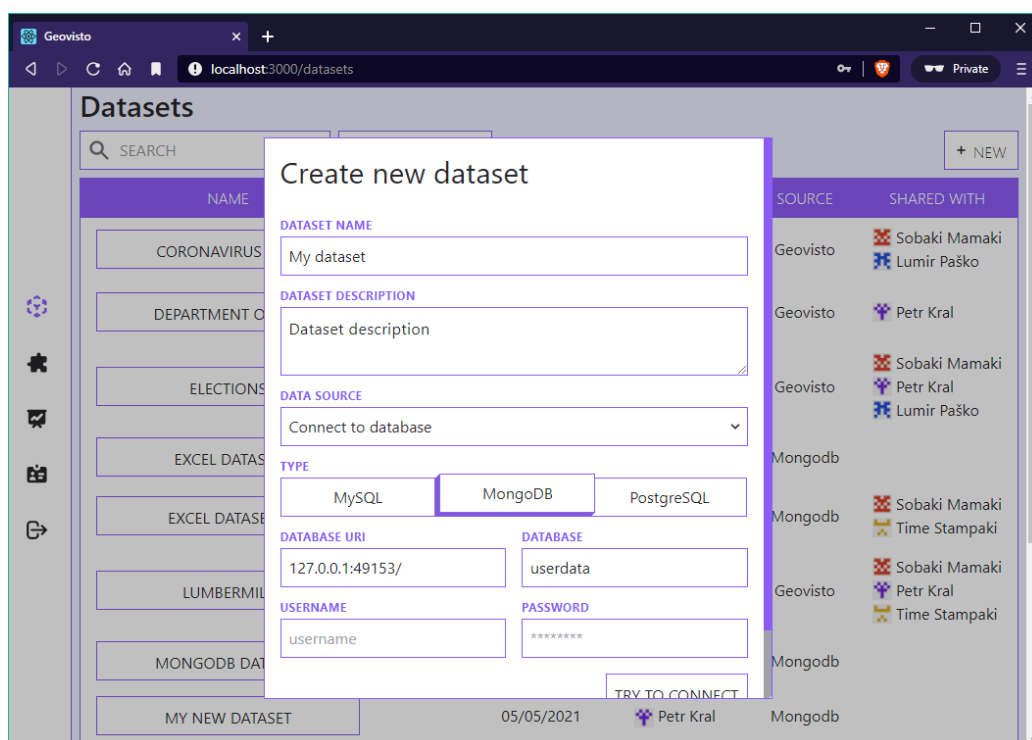 Geovisto
localhost:3000/datasets
Private
Datasets
SEARCH
+ NEW
NAME
SOURCE
SHARED WITH
CORONAVIRUS
Geovisto
Sobaki Mamaki
Lumir Paško
DEPARTMENT O
Geovisto
Petr Kral
ELECTIONS
Geovisto
Sobaki Mamaki
Petr Kral
Lumir Paško
EXCEL DATAS
Mongodb
EXCEL DATASE
Mongodb
Sobaki Mamaki
Time Stampaki
LUMBERMIL
Geovisto
Sobaki Mamaki
Petr Kral
Time Stampaki
MONGODB DAT
Mongodb
MY NEW DATASET
05/05/2021
Petr Kral
Mongodb
Create new dataset
DATASET NAME
My dataset
DATASET DESCRIPTION
Dataset description
DATA SOURCE
Connect to database
TYPE
MySQL
MongoDB
PostgreSQL
DATABASE URI
DATABASE
127.0.0.1:49153/
userdata
USERNAME
PASSWORD
username
********
TRY TO CONNECT